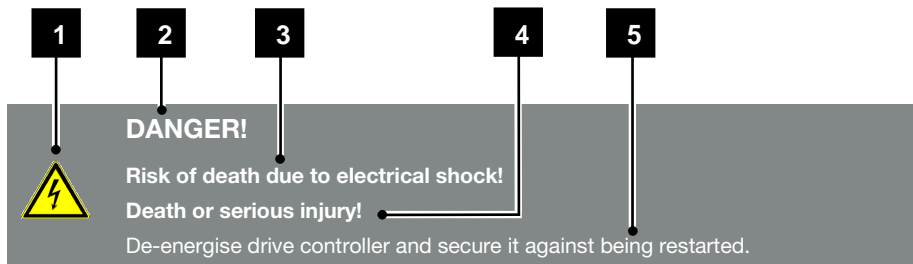 1 2 3 4 5
DANGER!
Risk of death due to electrical shock!
Death or serious injury!
De-energise drive controller and secure it against being restarted.